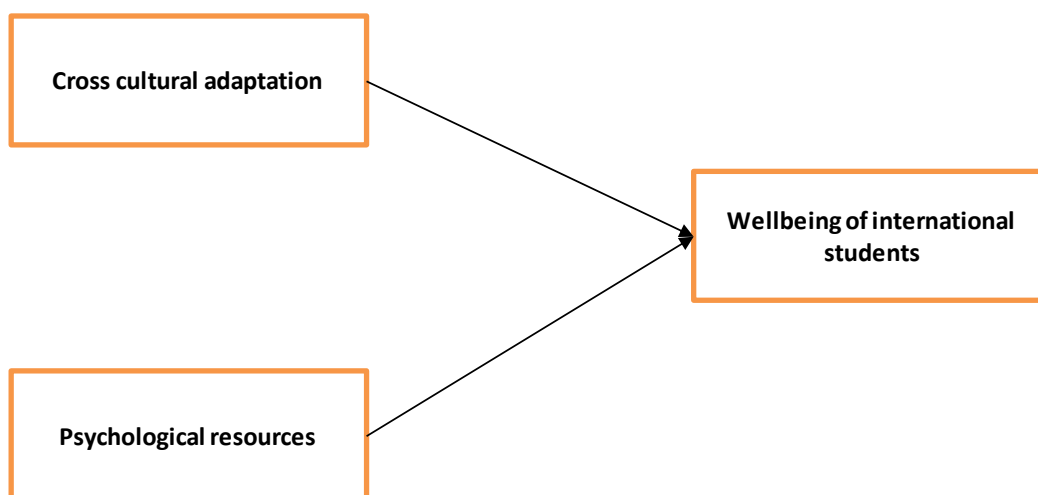 Cross cultural adaptation
Wellbeing of international
students
Psychological resources